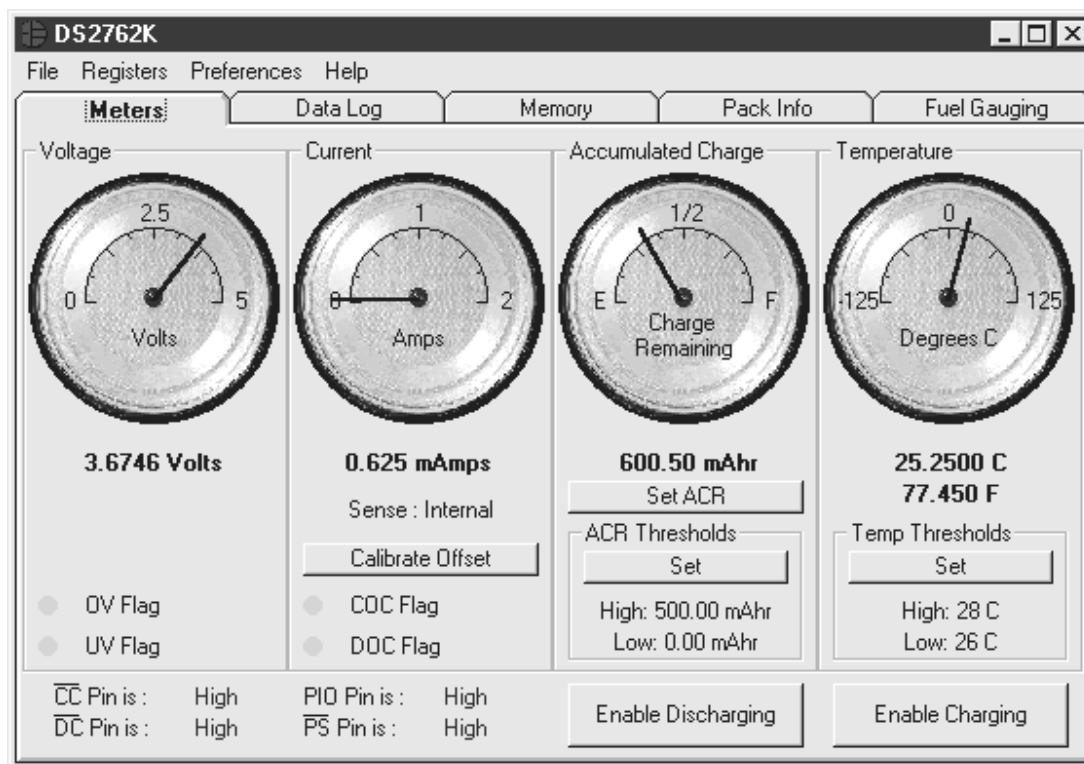 DS2762K
File Registers Preferences Help
Meters Data Log Memory Pack Info Fuel Gauging
Voltage
2.5
0 5
Volts
3.6746 Volts
OV Flag
UV Flag
Current
1
0 2
Amps
0.625 mAmps
Sense : Internal
Calibrate Offset
COC Flag
DOC Flag
Accumulated Charge
1/2
E F
Charge
Remaining
600.50 mAhr
Set ACR
ACR Thresholds
Set
High: 500.00 mAhr
Low: 0.00 mAhr
Temperature
0
-125 125
Degrees C
25.2500 C
77.450 F
Temp Thresholds
Set
High: 28 C
Low: 26 C
C̅C̅ Pin is : High
D̅C̅ Pin is : High
PIO Pin is : High
P̅S̅ Pin is : High
Enable Discharging
Enable Charging